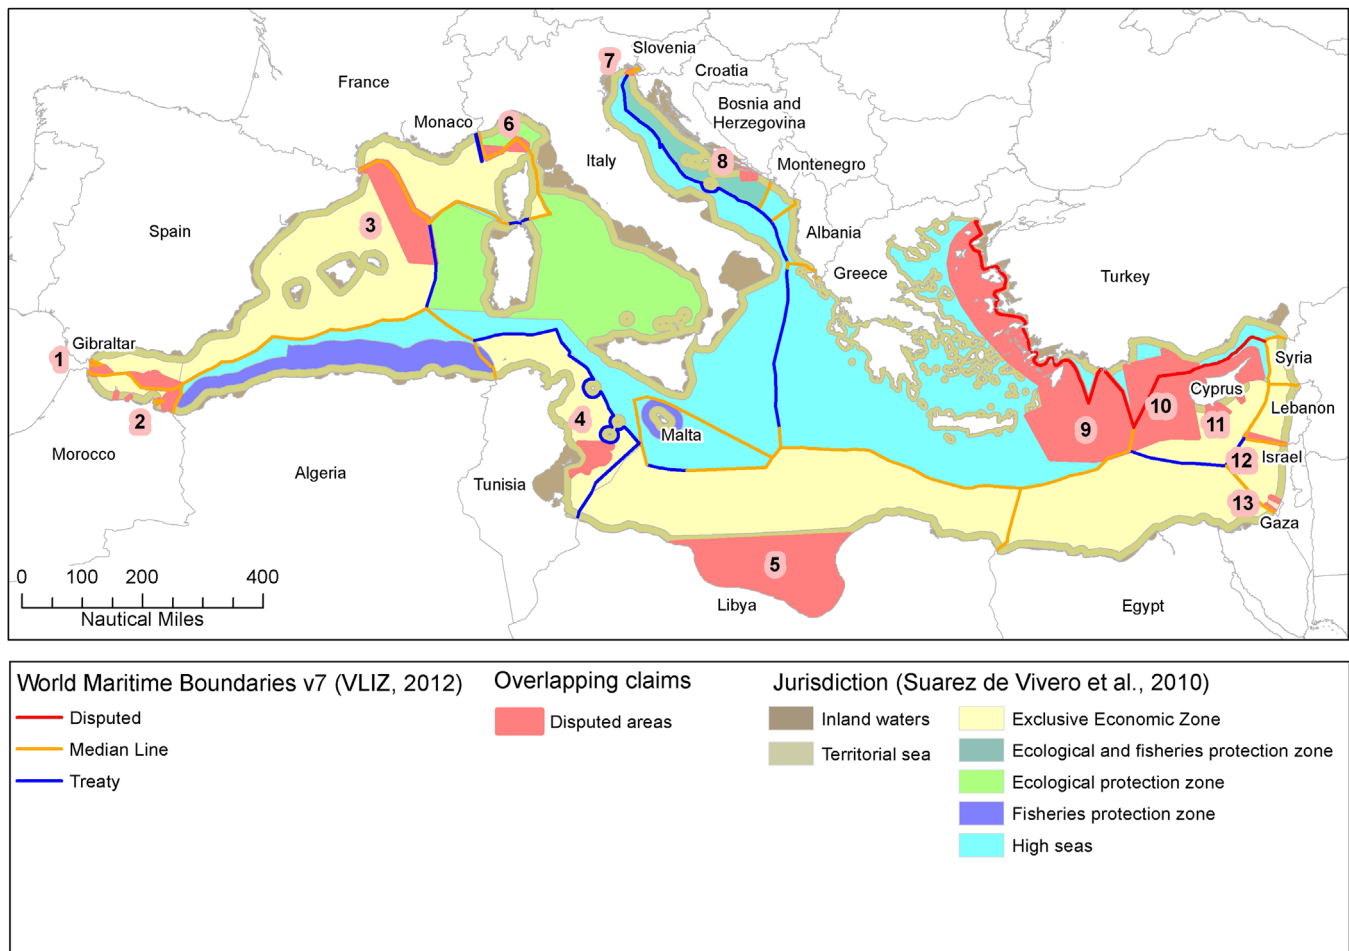 Slovenia
7
Croatia
France
Bosnia and
Herzegovina
Monaco
6
Italy
8
Montenegro
3
Spain
Albania
Greece
Turkey
Gibraltar
1
Syria
Cyprus
10
Lebanon
2
4
11
9
Malta
Morocco
12
Israel
Algeria
Tunisia
13
Gaza
5
0 100 200 400
Nautical Miles
Libya
Egypt
World Maritime Boundaries v7 (VLIZ, 2012)
Disputed
Median Line
Treaty
Overlapping claims
Disputed areas
Jurisdiction (Suarez de Vivero et al., 2010)
Inland waters
Territorial sea
Exclusive Economic Zone
Ecological and fisheries protection zone
Ecological protection zone
Fisheries protection zone
High seas